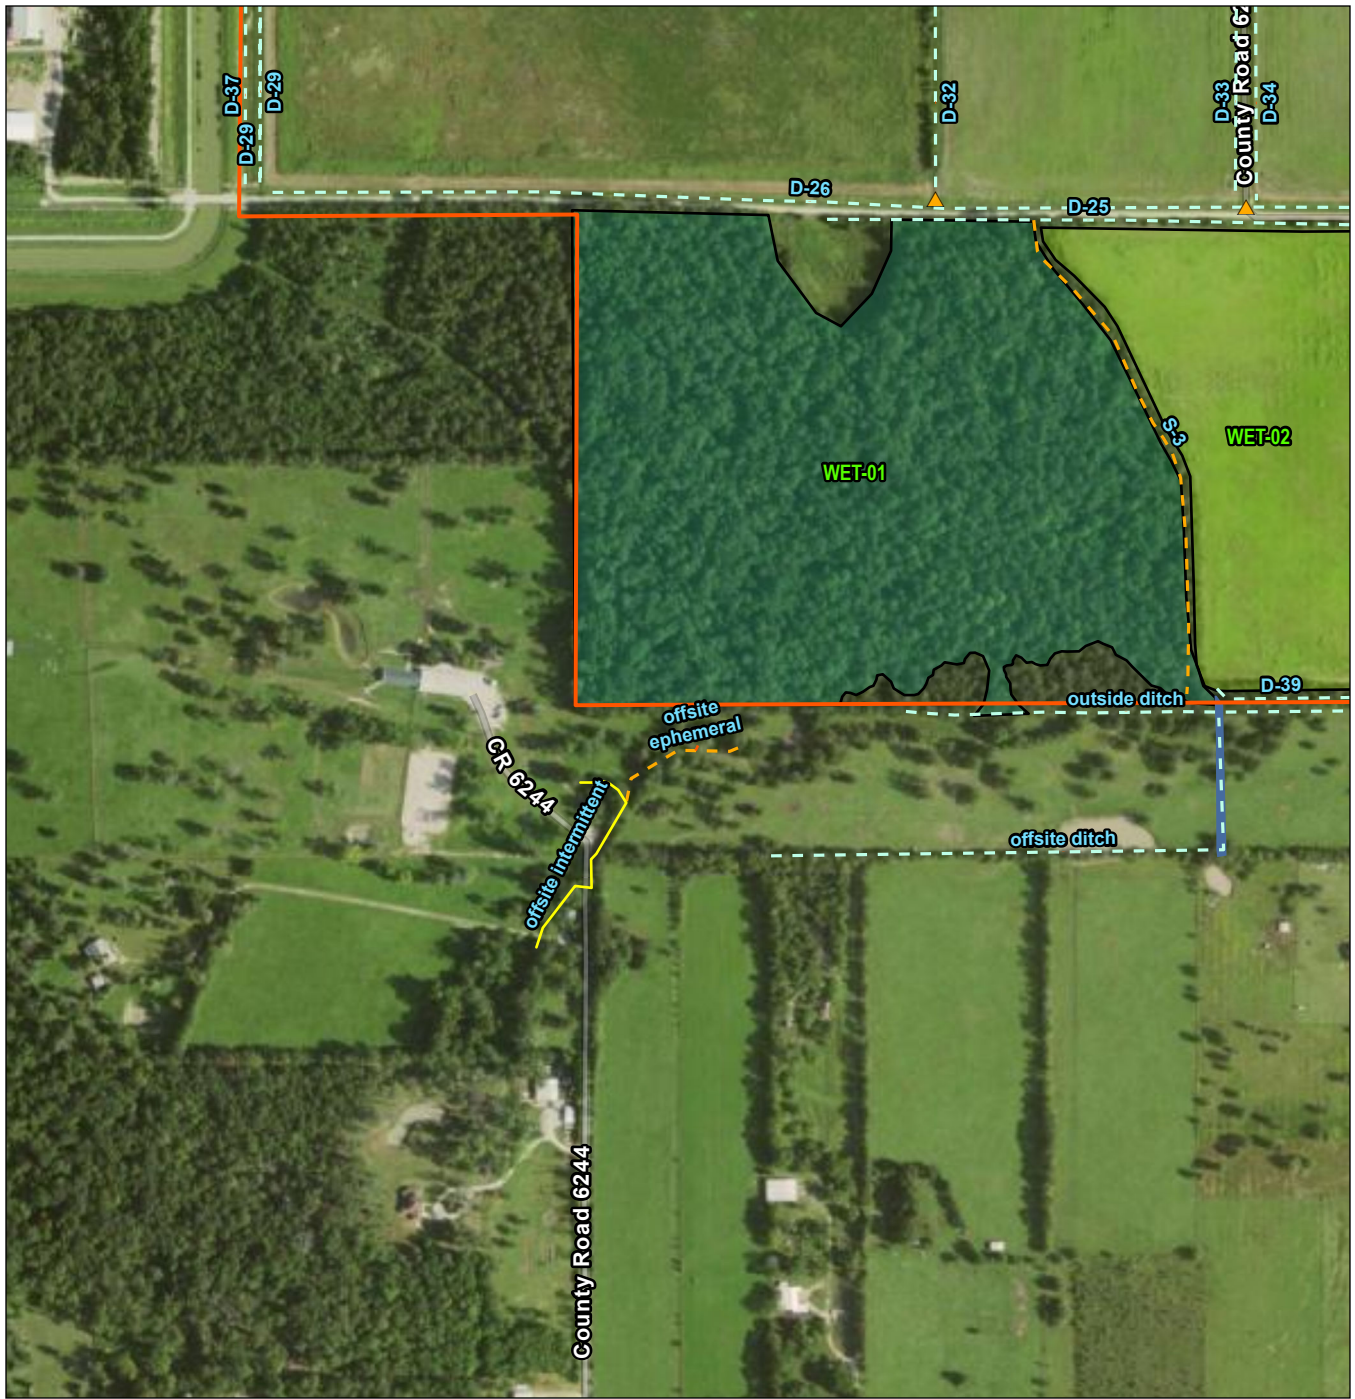 D-37
D-29
D-29
D-26
D-32
D-25
D-33
D-34
County Road 62
S-3
WET-01
WET-02
D-39
outside ditch
offsite
ephemeral
CR 6244
offsite intermittent
offsite ditch
County Road 6244